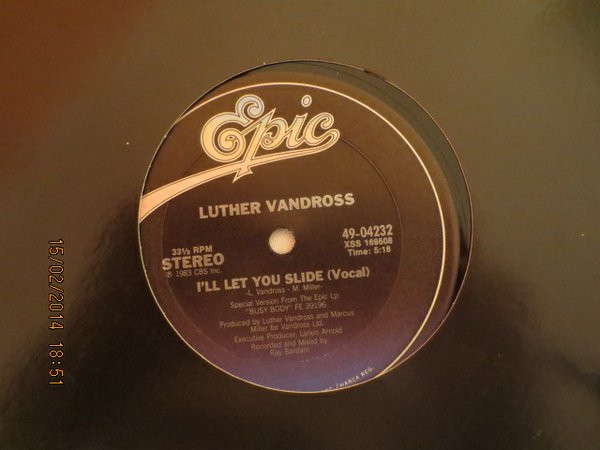 Epic
LUTHER VANDROSS
33⅓ RPM
STEREO
℗ 1983 CBS Inc.
49-04232
XSS 169508
Time: 5:18
I'LL LET YOU SLIDE (Vocal)
-L. Vandross - M. Miller-
Special Version From The Epic Lp:
"BUSY BODY" FE 39196
Produced by Luther Vandross and Marcus
Miller for Vandross Ltd.
Executive Producer: Larkin Arnold
Recorded and Mixed by
Ray Bardani
MARCA REG.
15/02/2014 18:51